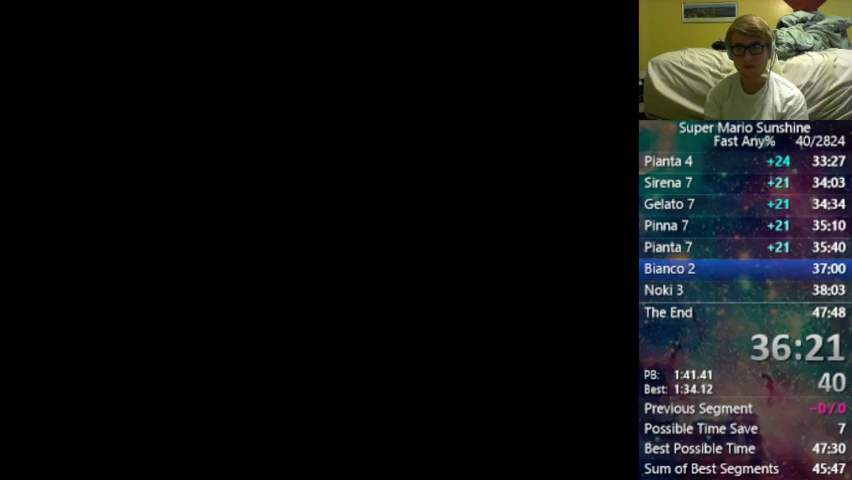 Super Mario Sunshine
Fast Any% 40/2824
Pianta 4 +24 33:27
Sirena 7 +21 34:03
Gelato 7 +21 34:34
Pinna 7 +21 35:10
Pianta 7 +21 35:40
Bianco 2 37:00
Noki 3 38:03
The End 47:48
36:21
PB: 1:41.41
Best: 1:34.12
40
Previous Segment -0/.0
Possible Time Save 7
Best Possible Time 47:30
Sum of Best Segments 45:47